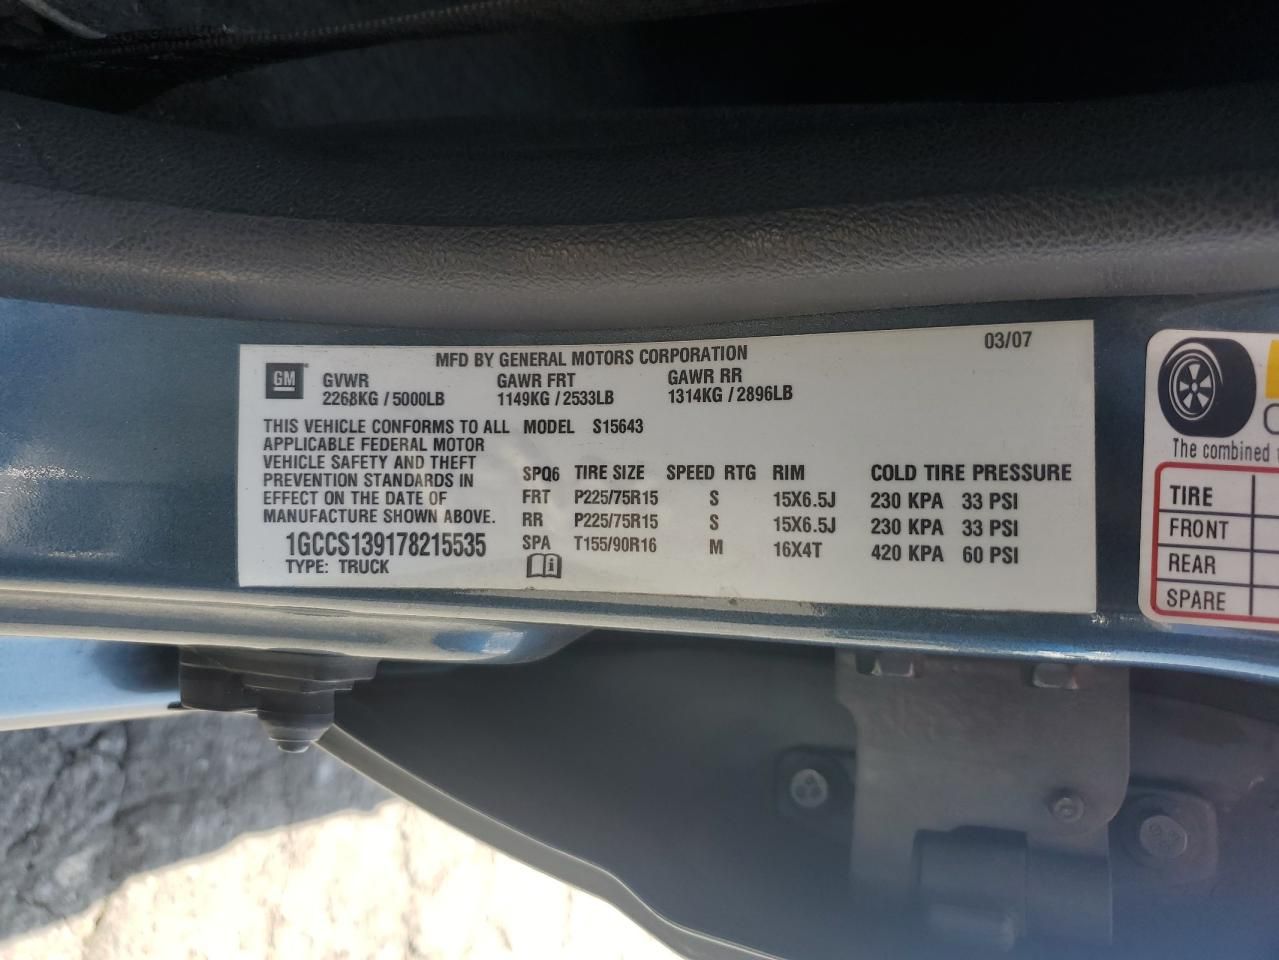 MFD BY GENERAL MOTORS CORPORATION 03/07
GM
GVWR GAWR FRT GAWR RR
2268KG / 5000LB 1149KG / 2533LB 1314KG / 2896LB
THIS VEHICLE CONFORMS TO ALL MODEL S15643
APPLICABLE FEDERAL MOTOR
VEHICLE SAFETY AND THEFT
PREVENTION STANDARDS IN
EFFECT ON THE DATE OF
MANUFACTURE SHOWN ABOVE.
1GCCS139178215535
TYPE: TRUCK
SPQ6 TIRE SIZE SPEED RTG RIM COLD TIRE PRESSURE
FRT P225/75R15 S 15X6.5J 230 KPA 33 PSI
RR P225/75R15 S 15X6.5J 230 KPA 33 PSI
SPA T155/90R16 M 16X4T 420 KPA 60 PSI
The combined
TIRE
FRONT
REAR
SPARE